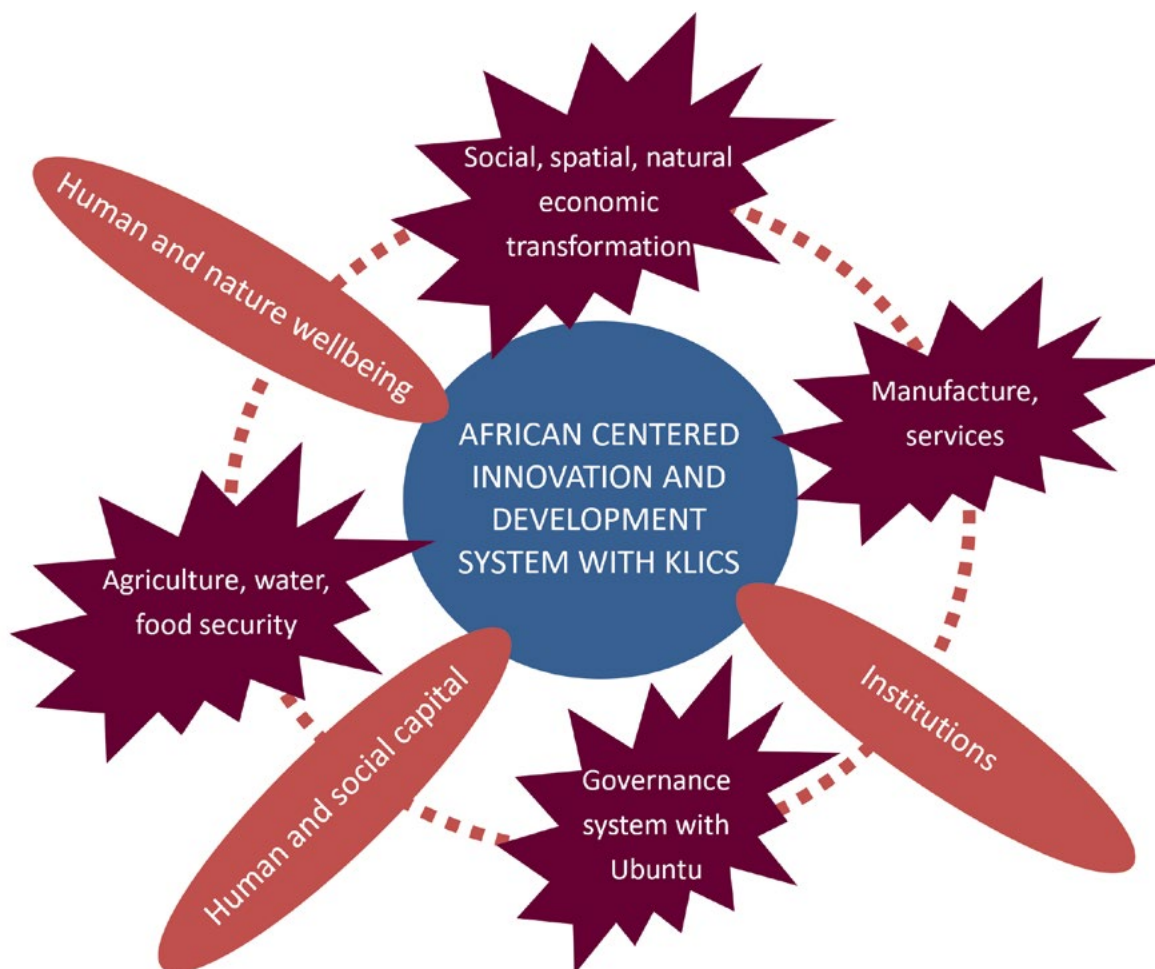 Social, spatial, natural
economic
transformation
Human and nature wellbeing
Manufacture,
services
AFRICAN CENTERED
INNOVATION AND
DEVELOPMENT
SYSTEM WITH KLICS
Agriculture, water,
food security
Institutions
Human and social capital
Governance
system with
Ubuntu